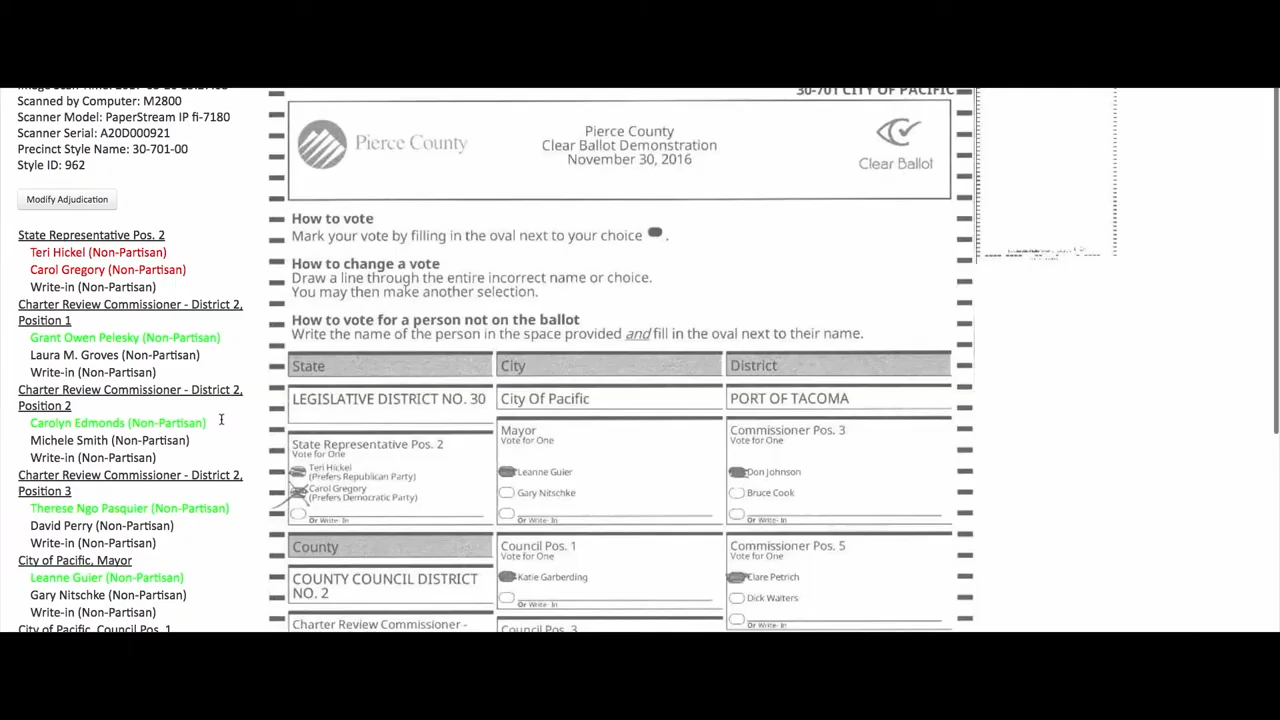 Scanned by Computer: M2800
Scanner Model: PaperStream IP fi-7180
Scanner Serial: A20D000921
Precinct Style Name: 30-701-00
Style ID: 962
Modify Adjudication
State Representative Pos. 2
Teri Hickel (Non-Partisan)
Carol Gregory (Non-Partisan)
Write-in (Non-Partisan)
Charter Review Commissioner - District 2,
Position 1
Grant Owen Pelesky (Non-Partisan)
Laura M. Groves (Non-Partisan)
Write-in (Non-Partisan)
Charter Review Commissioner - District 2,
Position 2
Carolyn Edmonds (Non-Partisan)
Michele Smith (Non-Partisan)
Write-in (Non-Partisan)
Charter Review Commissioner - District 2,
Position 3
Therese Ngo Pasquier (Non-Partisan)
David Perry (Non-Partisan)
Write-in (Non-Partisan)
City of Pacific, Mayor
Leanne Guier (Non-Partisan)
Gary Nitschke (Non-Partisan)
Write-in (Non-Partisan)
City of Pacific, Council Pos. 1
30-701 CITY OF PACIFIC
Pierce County
Pierce County
Clear Ballot Demonstration
November 30, 2016
Clear Ballot
How to vote
Mark your vote by filling in the oval next to your choice .
How to change a vote
Draw a line through the entire incorrect name or choice.
You may then make another selection.
How to vote for a person not on the ballot
Write the name of the person in the space provided and fill in the oval next to their name.
State
LEGISLATIVE DISTRICT NO. 30
State Representative Pos. 2
Vote for One
Teri Hickel
(Prefers Republican Party)
Carol Gregory
(Prefers Democratic Party)
Or Write- In
County
COUNTY COUNCIL DISTRICT
NO. 2
Charter Review Commissioner -
City
City Of Pacific
Mayor
Vote for One
Leanne Guier
Gary Nitschke
Or Write- In
Council Pos. 1
Vote for One
Katie Garberding
Or Write- In
Council Pos. 3
District
PORT OF TACOMA
Commissioner Pos. 3
Vote for One
Don Johnson
Bruce Cook
Or Write- In
Commissioner Pos. 5
Vote for One
Clare Petrich
Dick Walters
Or Write- In